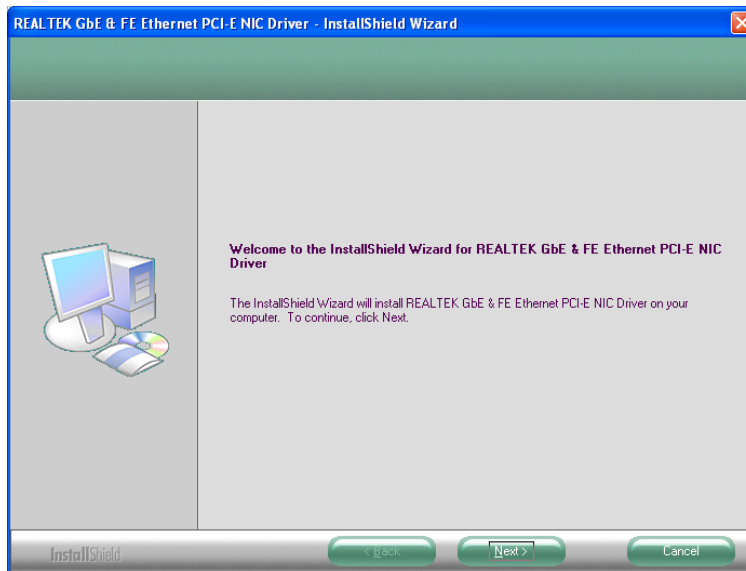 REALTEK GbE & FE Ethernet PCI-E NIC Driver - InstallShield Wizard
Welcome to the InstallShield Wizard for REALTEK GbE & FE Ethernet PCI-E NIC
Driver
The InstallShield Wizard will install REALTEK GbE & FE Ethernet PCI-E NIC Driver on your
computer. To continue, click Next.
InstallShield
< Back
Next >
Cancel